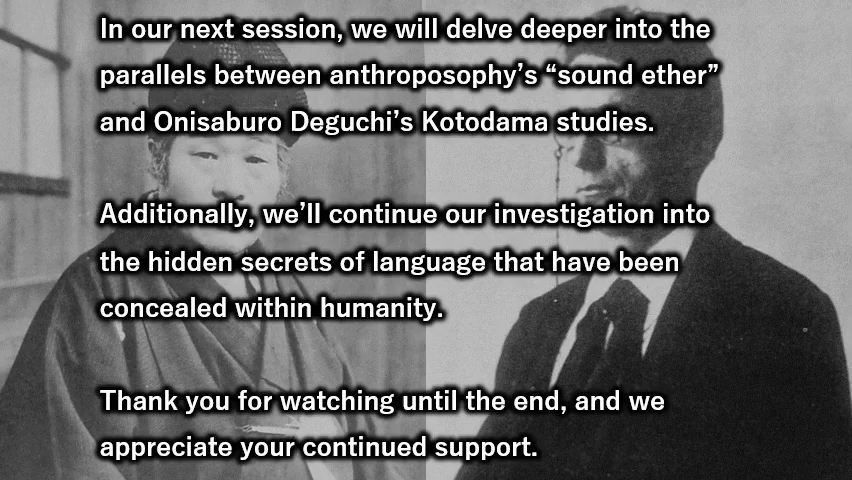 In our next session, we will delve deeper into the
parallels between anthroposophy’s “sound ether”
and Onisaburo Deguchi’s Kotodama studies.
Additionally, we’ll continue our investigation into
the hidden secrets of language that have been
concealed within humanity.
Thank you for watching until the end, and we
appreciate your continued support.